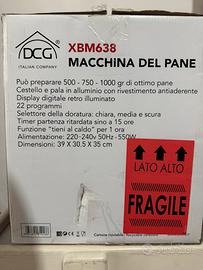 DCG
ITALIAN COMPANY
XBM638
MACCHINA DEL PANE
Può preparare 500 - 750 - 1000 gr di ottimo pane
Cestello e pala in alluminio con rivestimento antiaderente
Display digitale retro illuminato
22 programmi
Selettore della doratura: chiara, media e scura
Timer partenza ritardata sino a 15 ore
Funzione "tieni al caldo" per 1 ora
Alimentazione: 220-240v 50Hz - 550W
Dimensioni: 39 X 30.5 X 35 cm
LATO ALTO
FRAGILE
CE